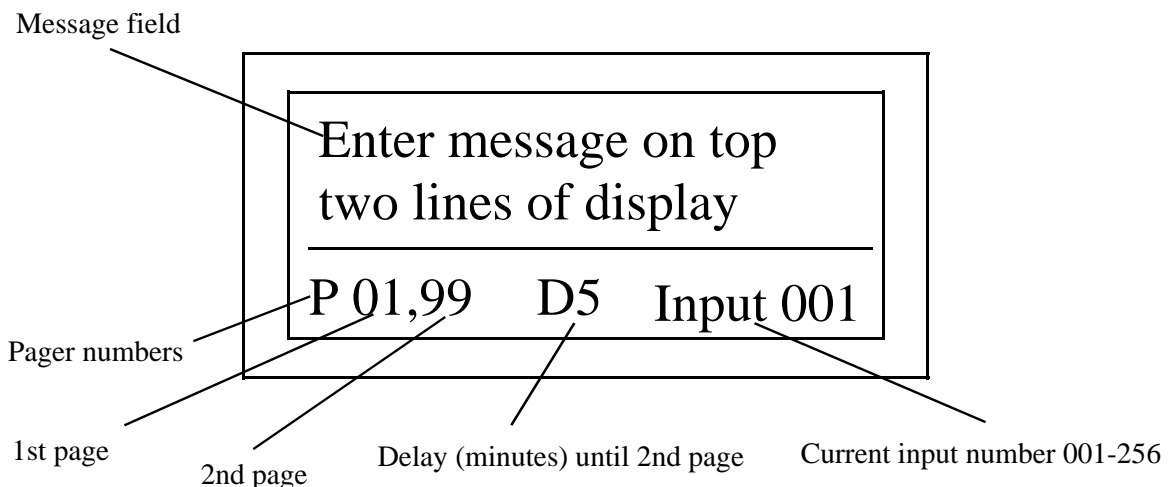 Message field
Enter message on top
two lines of display
P 01,99 D5 Input 001
Pager numbers
1st page
2nd page
Delay (minutes) until 2nd page
Current input number 001-256